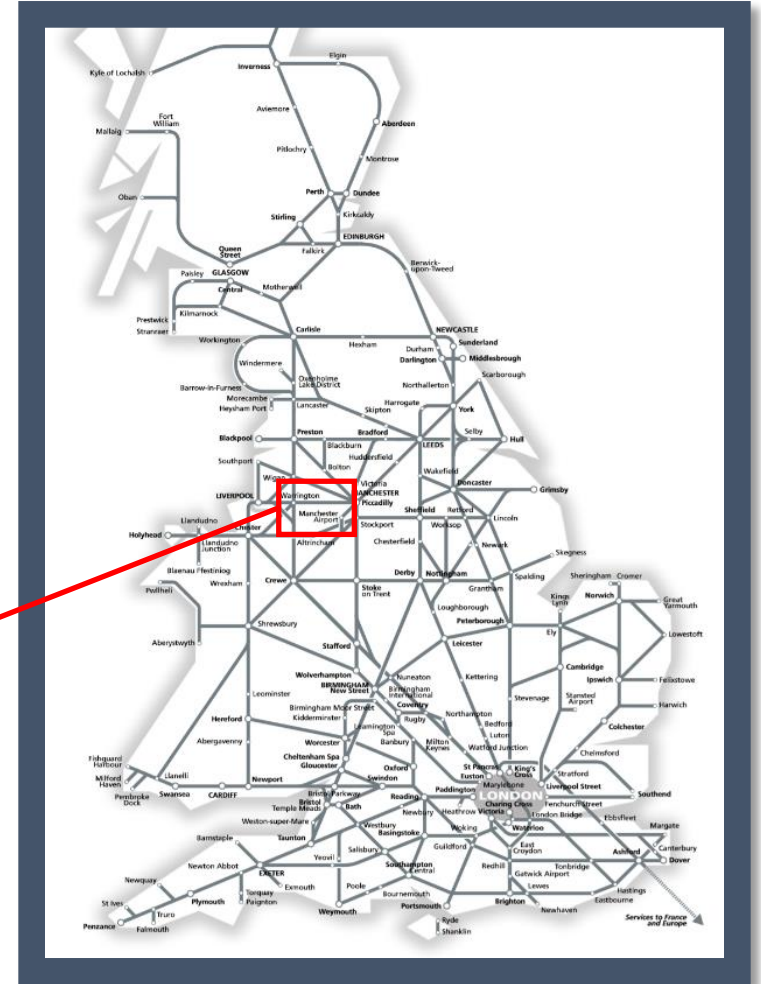 Elgin
Inverness
Kyle of Lochalsh
Aviemore
Fort
William
Aberdeen
Mallaig
Pitlochry
Montrose
Perth
Dundee
Oban
Stirling
Kirkcaldy
EDINBURGH
Queen
Street
Falkirk
Berwick-
upon-Tweed
Paisley
GLASGOW
Central
Motherwell
Prestwick
Kilmarnock
Stranraer
Carlisle
NEWCASTLE
Workington
Hexham
Durham
Sunderland
Darlington
Middlesbrough
Windermere
Scarborough
Oxenholme
Lake District
Barrow-in-Furness
Northallerton
Morecambe
Lancaster
Harrogate
York
Heysham Port
Skipton
Blackpool
Preston
Bradford
Selby
Hull
Blackburn
LEEDS
Huddersfield
Southport
Bolton
Wakefield
Wigan
Victoria
Doncaster
LIVERPOOL
Warrington
MANCHESTER
Piccadilly
Grimsby
Manchester
Airport
Sheffield
Retford
Llandudno
Chester
Stockport
Worksop
Lincoln
Holyhead
Llandudno
Junction
Altrincham
Chesterfield
Newark
Skegness
Blaenau Ffestiniog
Derby
Nottingham
Crewe
Spalding
Sheringham
Cromer
Pwllheli
Wrexham
Stoke
on Trent
Grantham
Kings
Lynn
Norwich
Great
Yarmouth
Loughborough
Shrewsbury
Peterborough
Ely
Lowestoft
Aberystwyth
Stafford
Leicester
Cambridge
Wolverhampton
Nuneaton
Kettering
BIRMINGHAM
New Street
Birmingham
International
Ipswich
Felixstowe
Leominster
Coventry
Stevenage
Stansted
Airport
Birmingham Moor Street
Northampton
Harwich
Hereford
Kidderminster
Rugby
Bedford
Leamington
Spa
Colchester
Abergavenny
Worcester
Banbury
Milton
Keynes
Luton
Watford Junction
Chelmsford
Fishguard
Harbour
Cheltenham Spa
Gloucester
Oxford
St Pancras
King's
Cross
Euston
Stratford
Milford
Haven
Llanelli
Newport
Swindon
Marylebone
Liverpool Street
Pembroke
Dock
Swansea
CARDIFF
Bristol Parkway
Reading
Paddington
LONDON
Southend
Bristol
Temple Meads
Bath
Charing Cross
Fenchurch Street
Newbury
Heathrow
Victoria
London Bridge
Ebbsfleet
Weston-super-Mare
Westbury
Waterloo
Margate
Barnstaple
Taunton
Basingstoke
Woking
East
Croydon
Canterbury
Salisbury
Guildford
Ashford
Dover
Newton Abbot
Yeovil
Southampton
Central
Redhill
Tonbridge
EXETER
Gatwick Airport
Newquay
Exmouth
Poole
Lewes
Hastings
St Ives
Torquay
Paignton
Bournemouth
Eastbourne
Plymouth
Weymouth
Portsmouth
Brighton
Newhaven
Truro
Ryde
Services to France
and Europe
Penzance
Falmouth
Shanklin